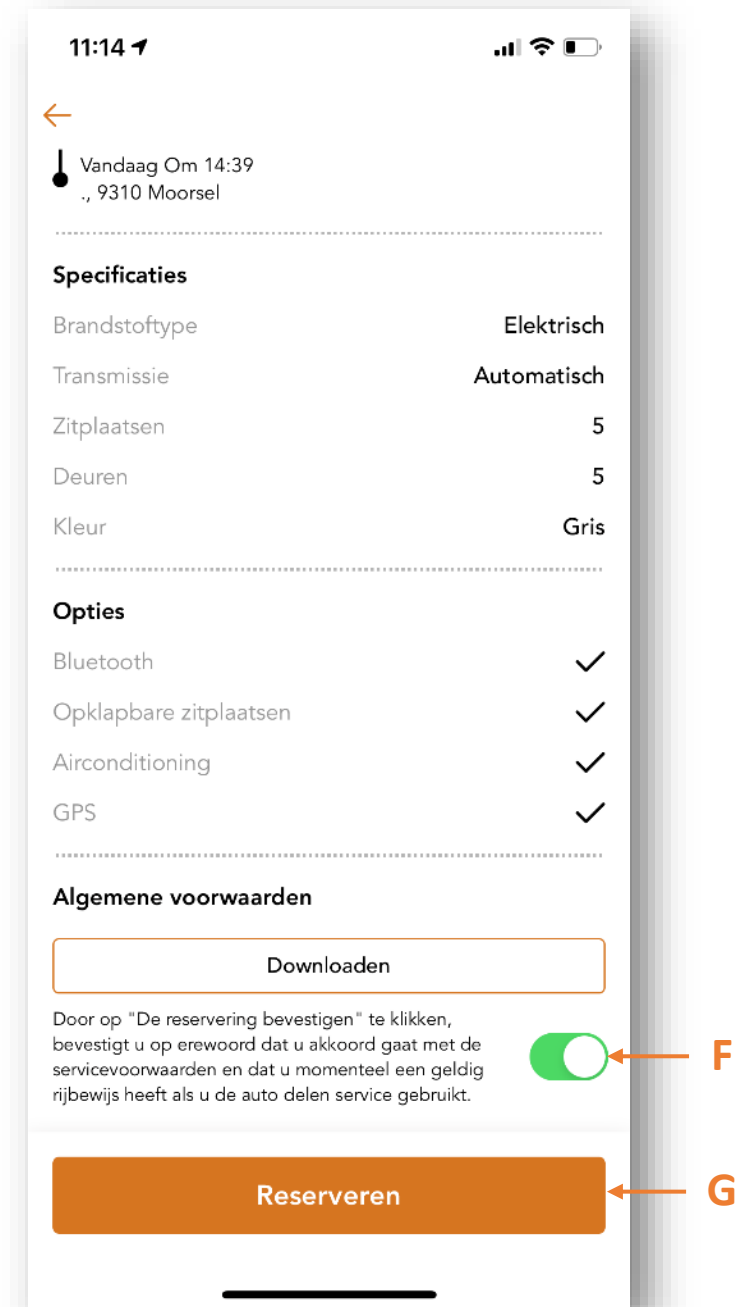 11:14
Vandaag Om 14:39
., 9310 Moorsel
Specificaties
Brandstoftype Elektrisch
Transmissie Automatisch
Zitplaatsen 5
Deuren 5
Kleur Gris
Opties
Bluetooth
Opklapbare zitplaatsen
Airconditioning
GPS
Algemene voorwaarden
Downloaden
Door op "De reservering bevestigen" te klikken,
bevestigt u op erewoord dat u akkoord gaat met de
servicevoorwaarden en dat u momenteel een geldig
rijbewijs heeft als u de auto delen service gebruikt.
F
Reserveren
G